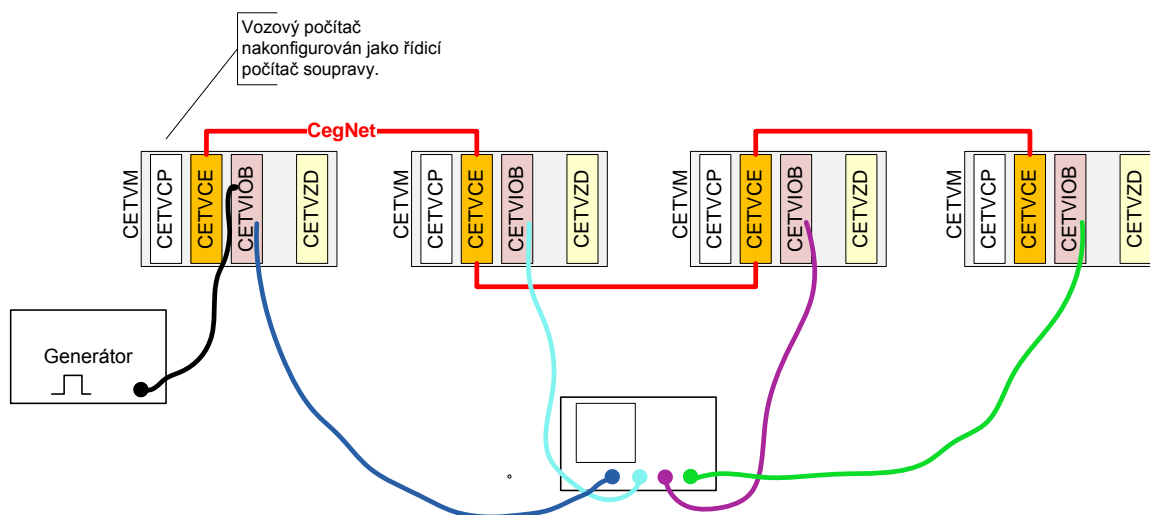 Vozový počítač
nakonfigurován jako řídicí
počítač soupravy.
CegNet
CETVM
CETVCP
CETVCE
CETVIOB
CETVZD
CETVM
CETVCP
CETVCE
CETVIOB
CETVZD
CETVM
CETVCP
CETVCE
CETVIOB
CETVZD
CETVM
CETVCP
CETVCE
CETVIOB
CETVZD
Generátor